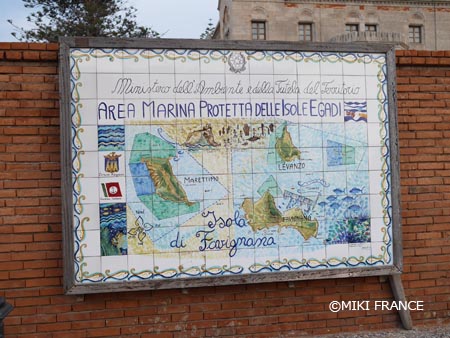 Ministero dell'Ambiente e della Tutela del Territorio
AREA MARINA PROTETTA DELLE ISOLE EGADI
MARETTIMO
LEVANZO
Isola
di Favignana
©MIKI FRANCE